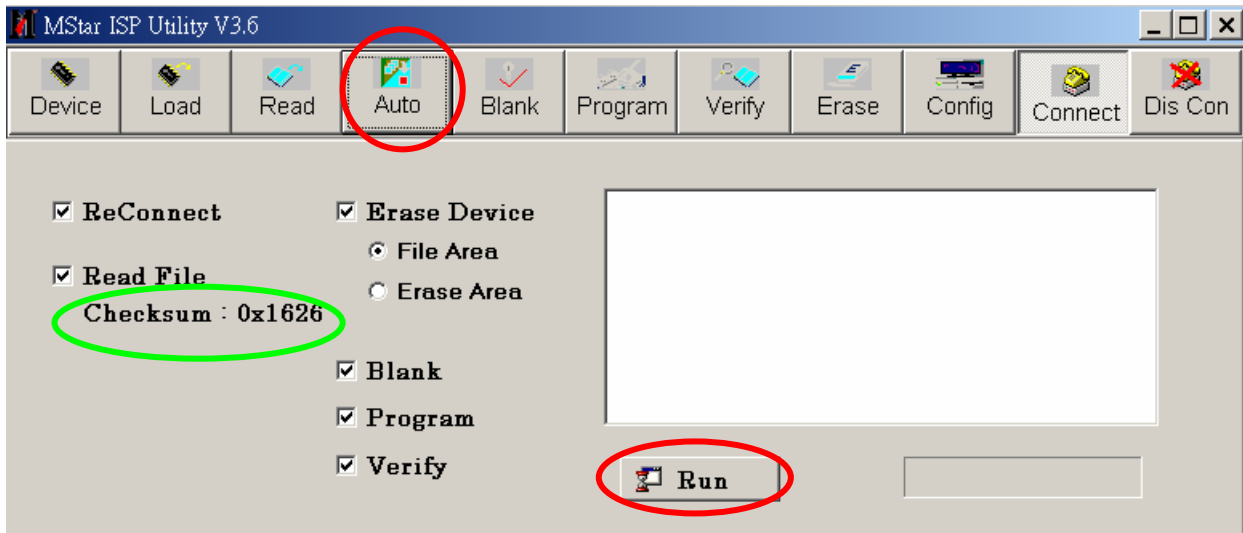 MStar ISP Utility V3.6
Device Load Read Auto Blank Program Verify Erase Config Connect Dis Con
ReConnect
Read File
Checksum : 0x1626
Erase Device
File Area
Erase Area
Blank
Program
Verify
Run